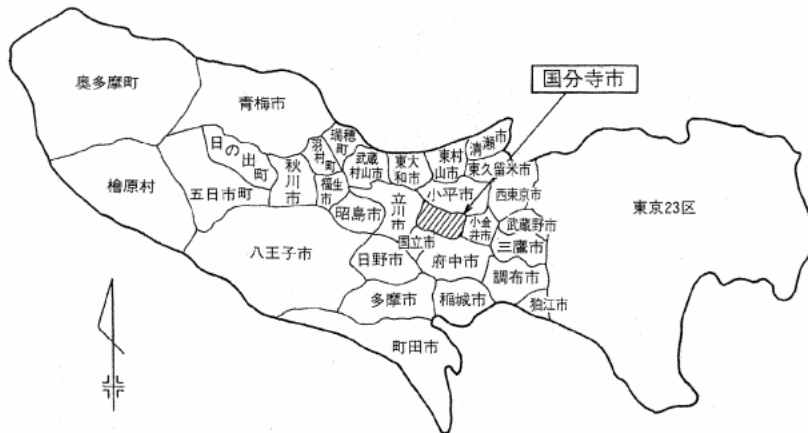 国分寺市
奥多摩町
青梅市
瑞穂
町
羽村
町
武蔵
村山市
東大
和市
東村
山市
清瀬市
東久留米市
日の出町
秋川市
福生
市
檜原村
五日市町
昭島市
立川市
小平市
西東京市
東京23区
小金
井市
武蔵野市
三鷹市
国立市
八王子市
日野市
府中市
調布市
多摩市
稲城市
狛江市
町田市